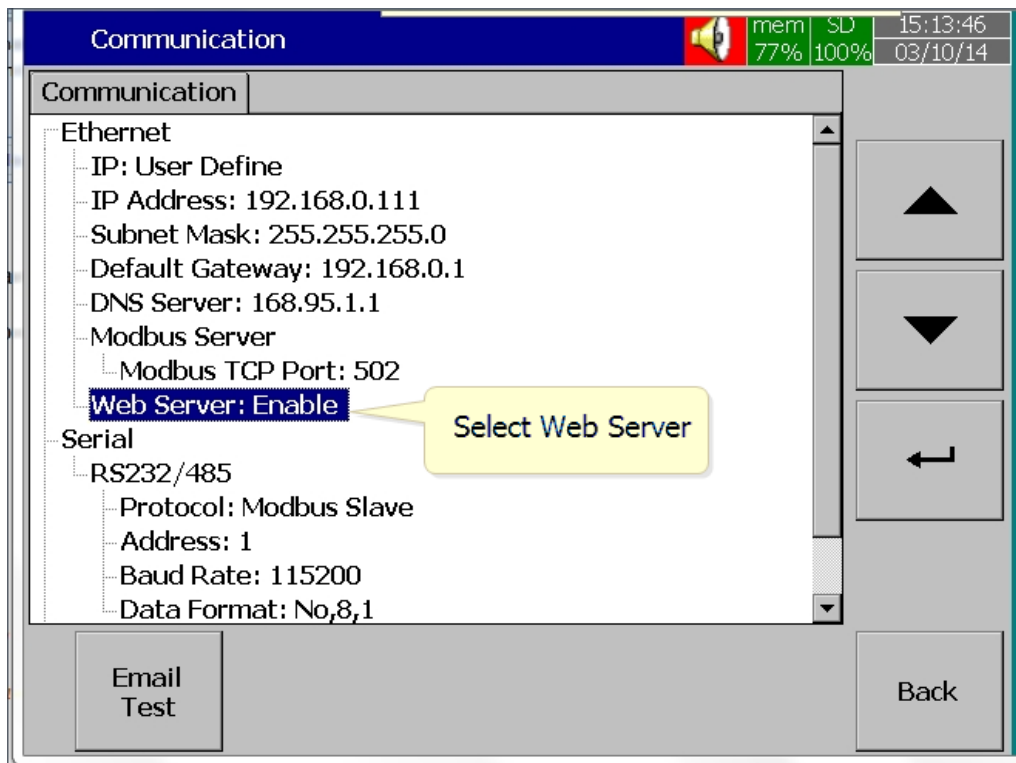 Communication
mem SD 15:13:46
77% 100% 03/10/14
Communication
Ethernet
IP: User Define
IP Address: 192.168.0.111
Subnet Mask: 255.255.255.0
Default Gateway: 192.168.0.1
DNS Server: 168.95.1.1
Modbus Server
Modbus TCP Port: 502
Web Server: Enable
Select Web Server
Serial
RS232/485
Protocol: Modbus Slave
Address: 1
Baud Rate: 115200
Data Format: No,8,1
Email
Test
Back